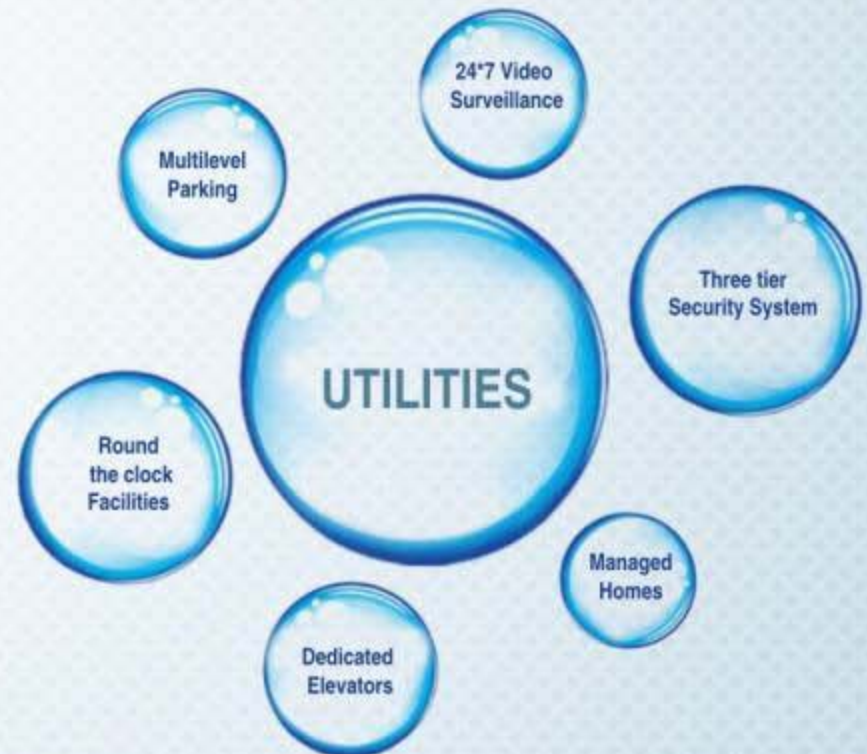 24*7 Video
Surveillance
Multilevel
Parking
Three tier
Security System
UTILITIES
Round
the clock
Facilities
Managed
Homes
Dedicated
Elevators